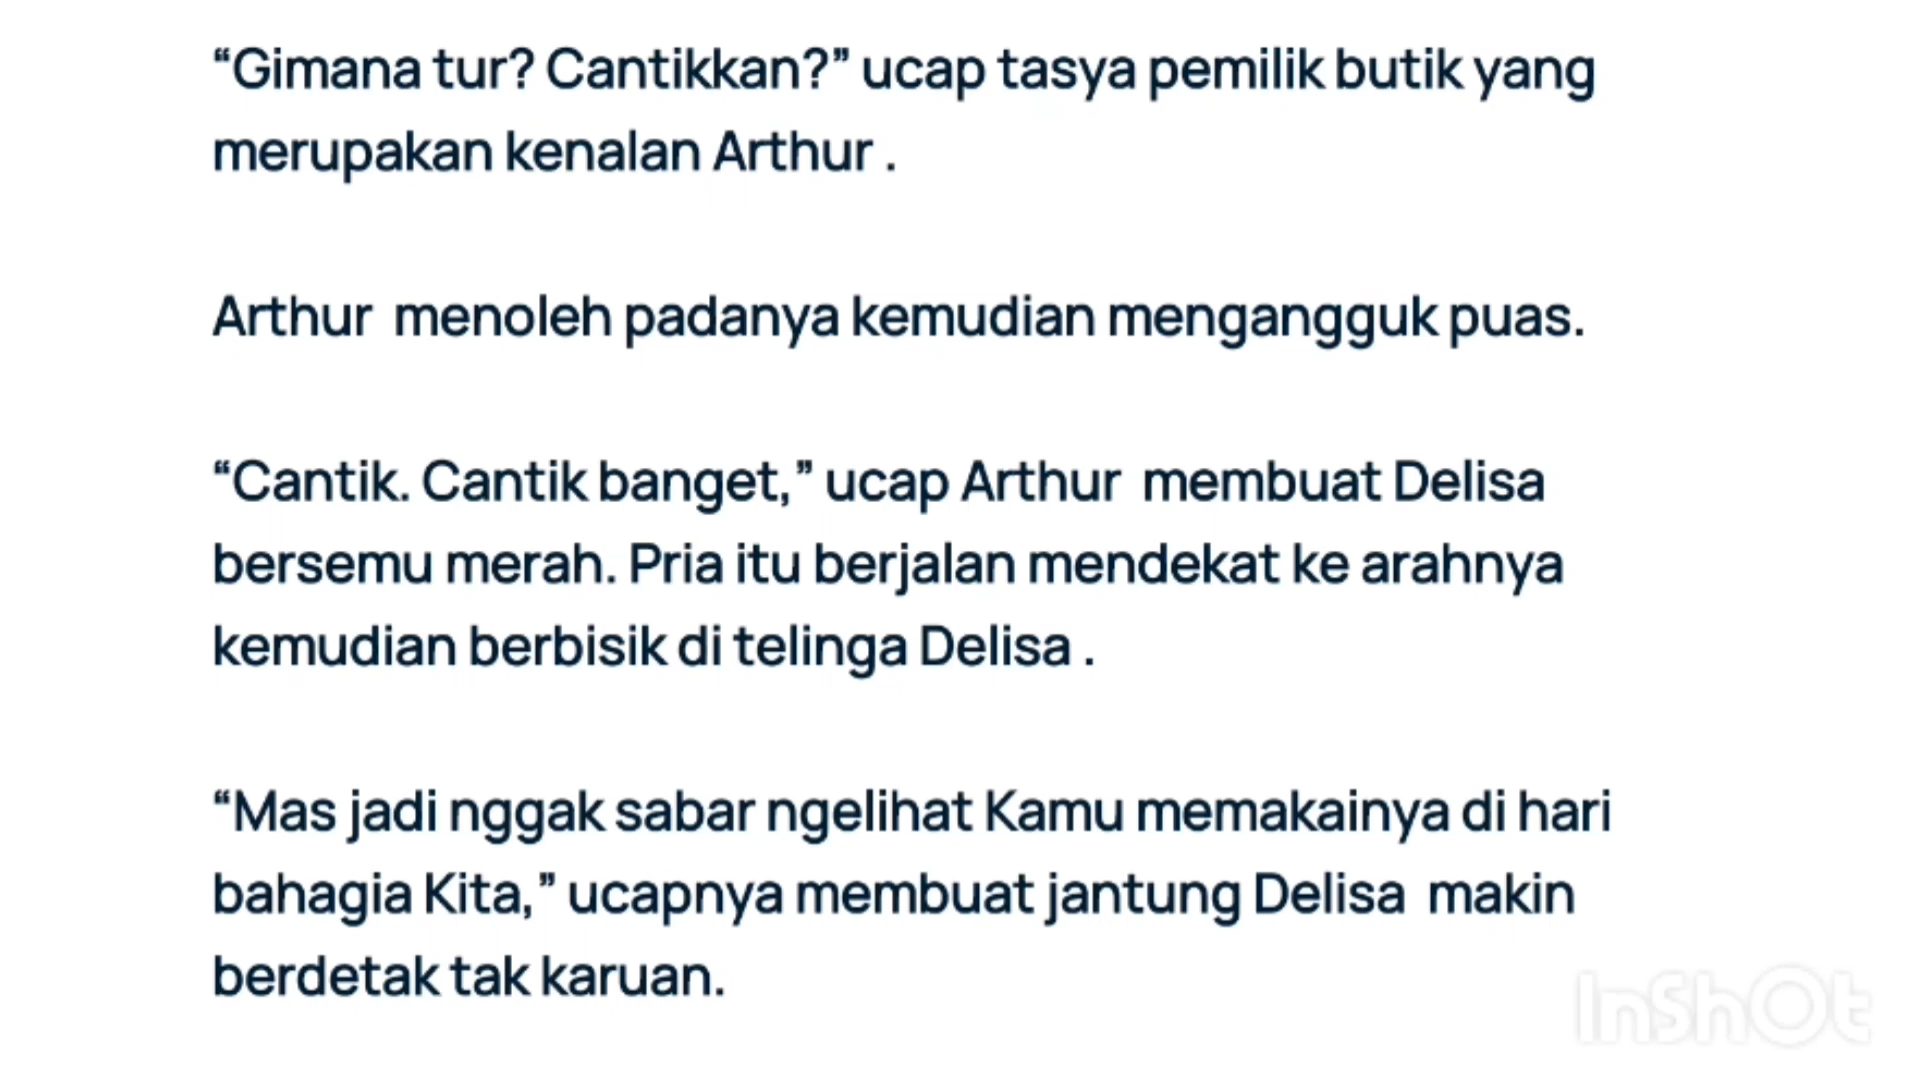 “Gimana tur? Cantikkan?” ucap tasya pemilik butik yang
merupakan kenalan Arthur .
Arthur  menoleh padanya kemudian mengangguk puas.
“Cantik. Cantik banget,” ucap Arthur  membuat Delisa
bersemu merah. Pria itu berjalan mendekat ke arahnya
kemudian berbisik di telinga Delisa .
“Mas jadi nggak sabar ngelihat Kamu memakainya di hari
bahagia Kita,” ucapnya membuat jantung Delisa  makin
berdetak tak karuan.
InShOt